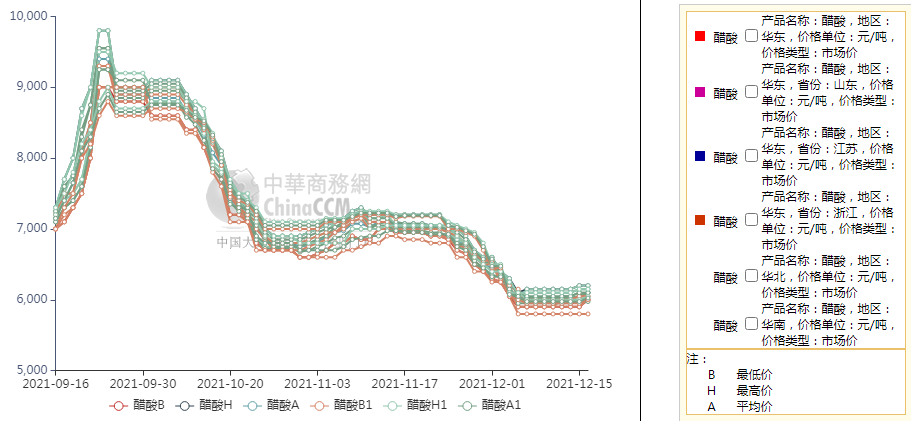 10,000
9,000
8,000
7,000
6,000
5,000
中華商務網
ChinaCCM
中国大
2021-09-16 2021-09-30 2021-10-20 2021-11-03 2021-11-17 2021-12-01 2021-12-15
醋酸B 醋酸H 醋酸A 醋酸B1 醋酸H1 醋酸A1
醋酸
产品名称：醋酸，地区：
华东，价格单位：元/吨，
价格类型：市场价
醋酸
产品名称：醋酸，地区：
华东，省份：山东，价格
单位：元/吨，价格类型：
市场价
醋酸
产品名称：醋酸，地区：
华东，省份：江苏，价格
单位：元/吨，价格类型：
市场价
醋酸
产品名称：醋酸，地区：
华东，省份：浙江，价格
单位：元/吨，价格类型：
市场价
醋酸
产品名称：醋酸，地区：
华北，价格单位：元/吨，
价格类型：市场价
醋酸
产品名称：醋酸，地区：
华南，价格单位：元/吨，
价格类型：市场价
注：
B 最低价
H 最高价
A 平均价